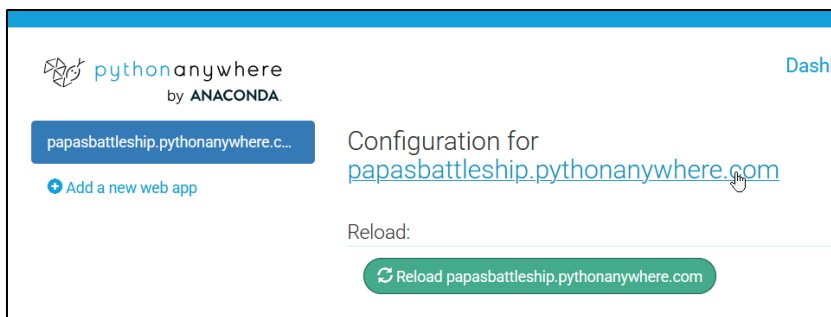 pythonanywhere
by ANACONDA.
papasbattleship.pythonanywhere.c...
Add a new web app
Configuration for
papasbattleship.pythonanywhere.com
Reload:
Reload papasbattleship.pythonanywhere.com